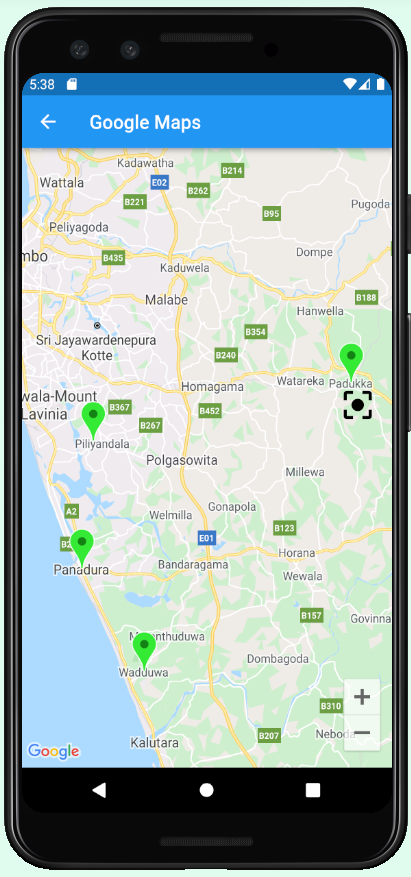 5:38
Google Maps
Kadawatha
B214
Wattala
E02
B262
B221
Pugoda
B95
Peliyagoda
Dompe
mbo
B435
Kaduwela
Malabe
B188
Hanwella
B354
Sri Jayawardenepura
Kotte
B240
Watareka
Padukka
Homagama
wala-Mount
Lavinia
B367
B452
B267
Piliyandala
Polgasowita
Millewa
A2
Gonapola
Welmilla
B123
E01
Horana
Panadura
Bandaragama
Wewala
B157
Govinna
Wadduwa
Dombagoda
B310
Kalutara
B207
Google